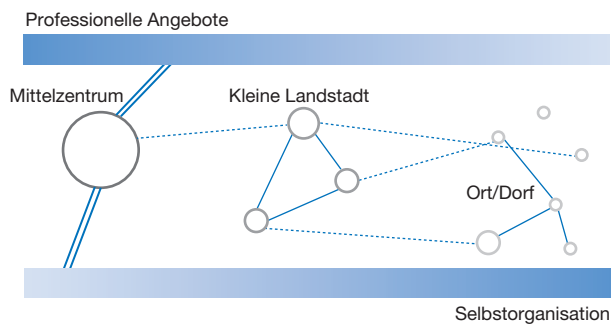 Professionelle Angebote
Mittelzentrum
Kleine Landstadt
Ort/Dorf
Selbstorganisation